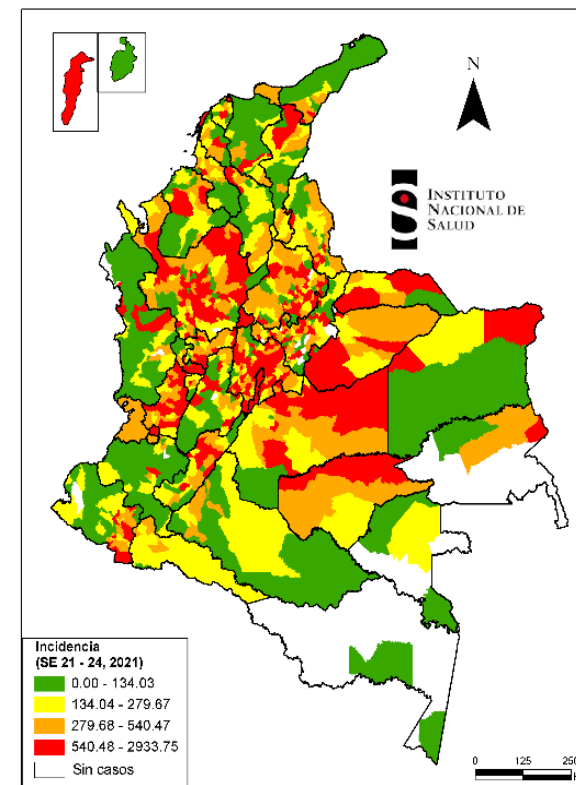 N
INSTITUTO
NACIONAL DE
SALUD
Incidencia
(SE 21 - 24, 2021)
0.00 - 134.03
134.04 - 279.67
279.68 - 540.47
540.48 - 2933.75
Sin casos
0 125 250